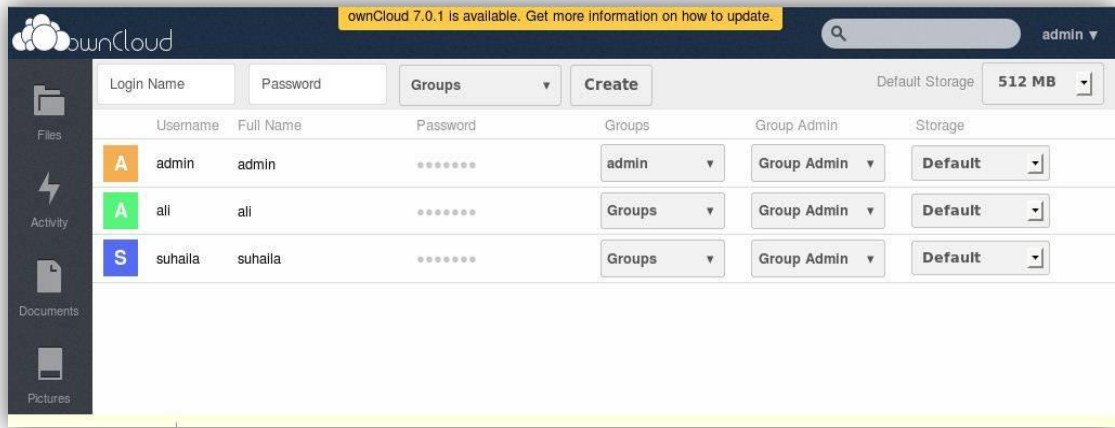 ownCloud 7.0.1 is available. Get more information on how to update.
ownCloud
admin ▼
Login Name Password Groups ▼ Create Default Storage 512 MB
Files
Username Full Name Password Groups Group Admin Storage
A admin admin ●●●●●●● admin ▼ Group Admin ▼ Default
A ali ali ●●●●●●● Groups ▼ Group Admin ▼ Default
Activity
S suhaila suhaila ●●●●●●● Groups ▼ Group Admin ▼ Default
Documents
Pictures